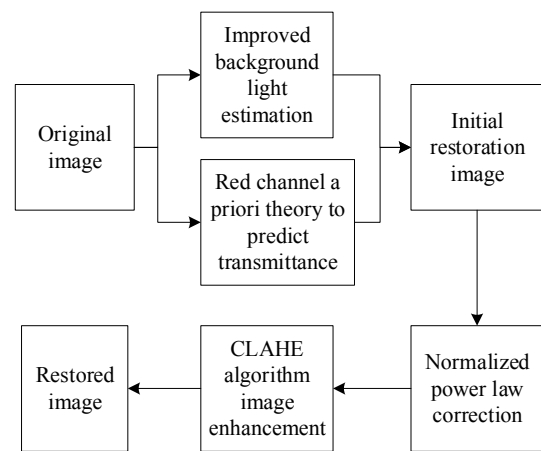 Improved
background
light
estimation
Original
image
Initial
restoration
image
Red channel a
priori theory to
predict
transmittance
Restored
image
CLAHE
algorithm
image
enhancement
Normalized
power law
correction